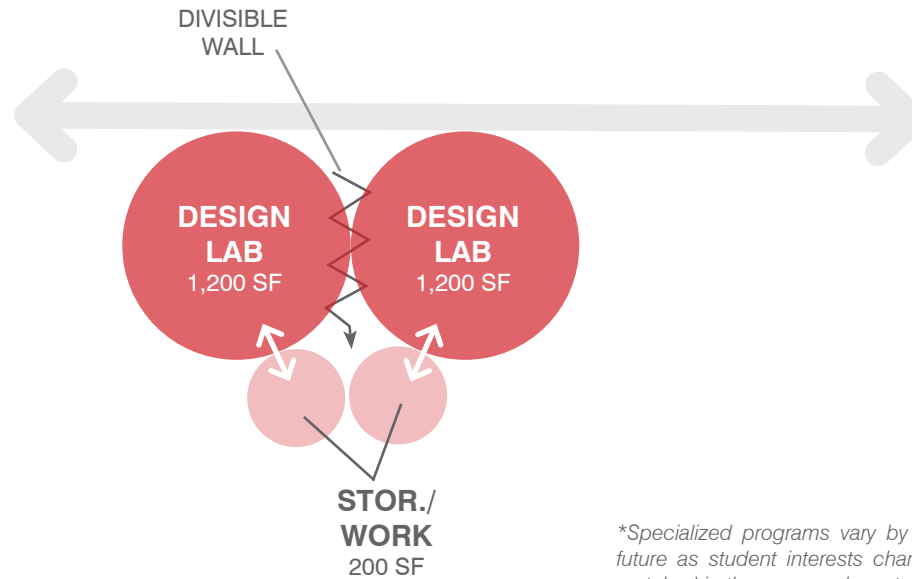 DIVISIBLE
WALL
DESIGN
LAB
1,200 SF
DESIGN
LAB
1,200 SF
STOR./
WORK
200 SF
*Specialized programs vary by
future as student interests